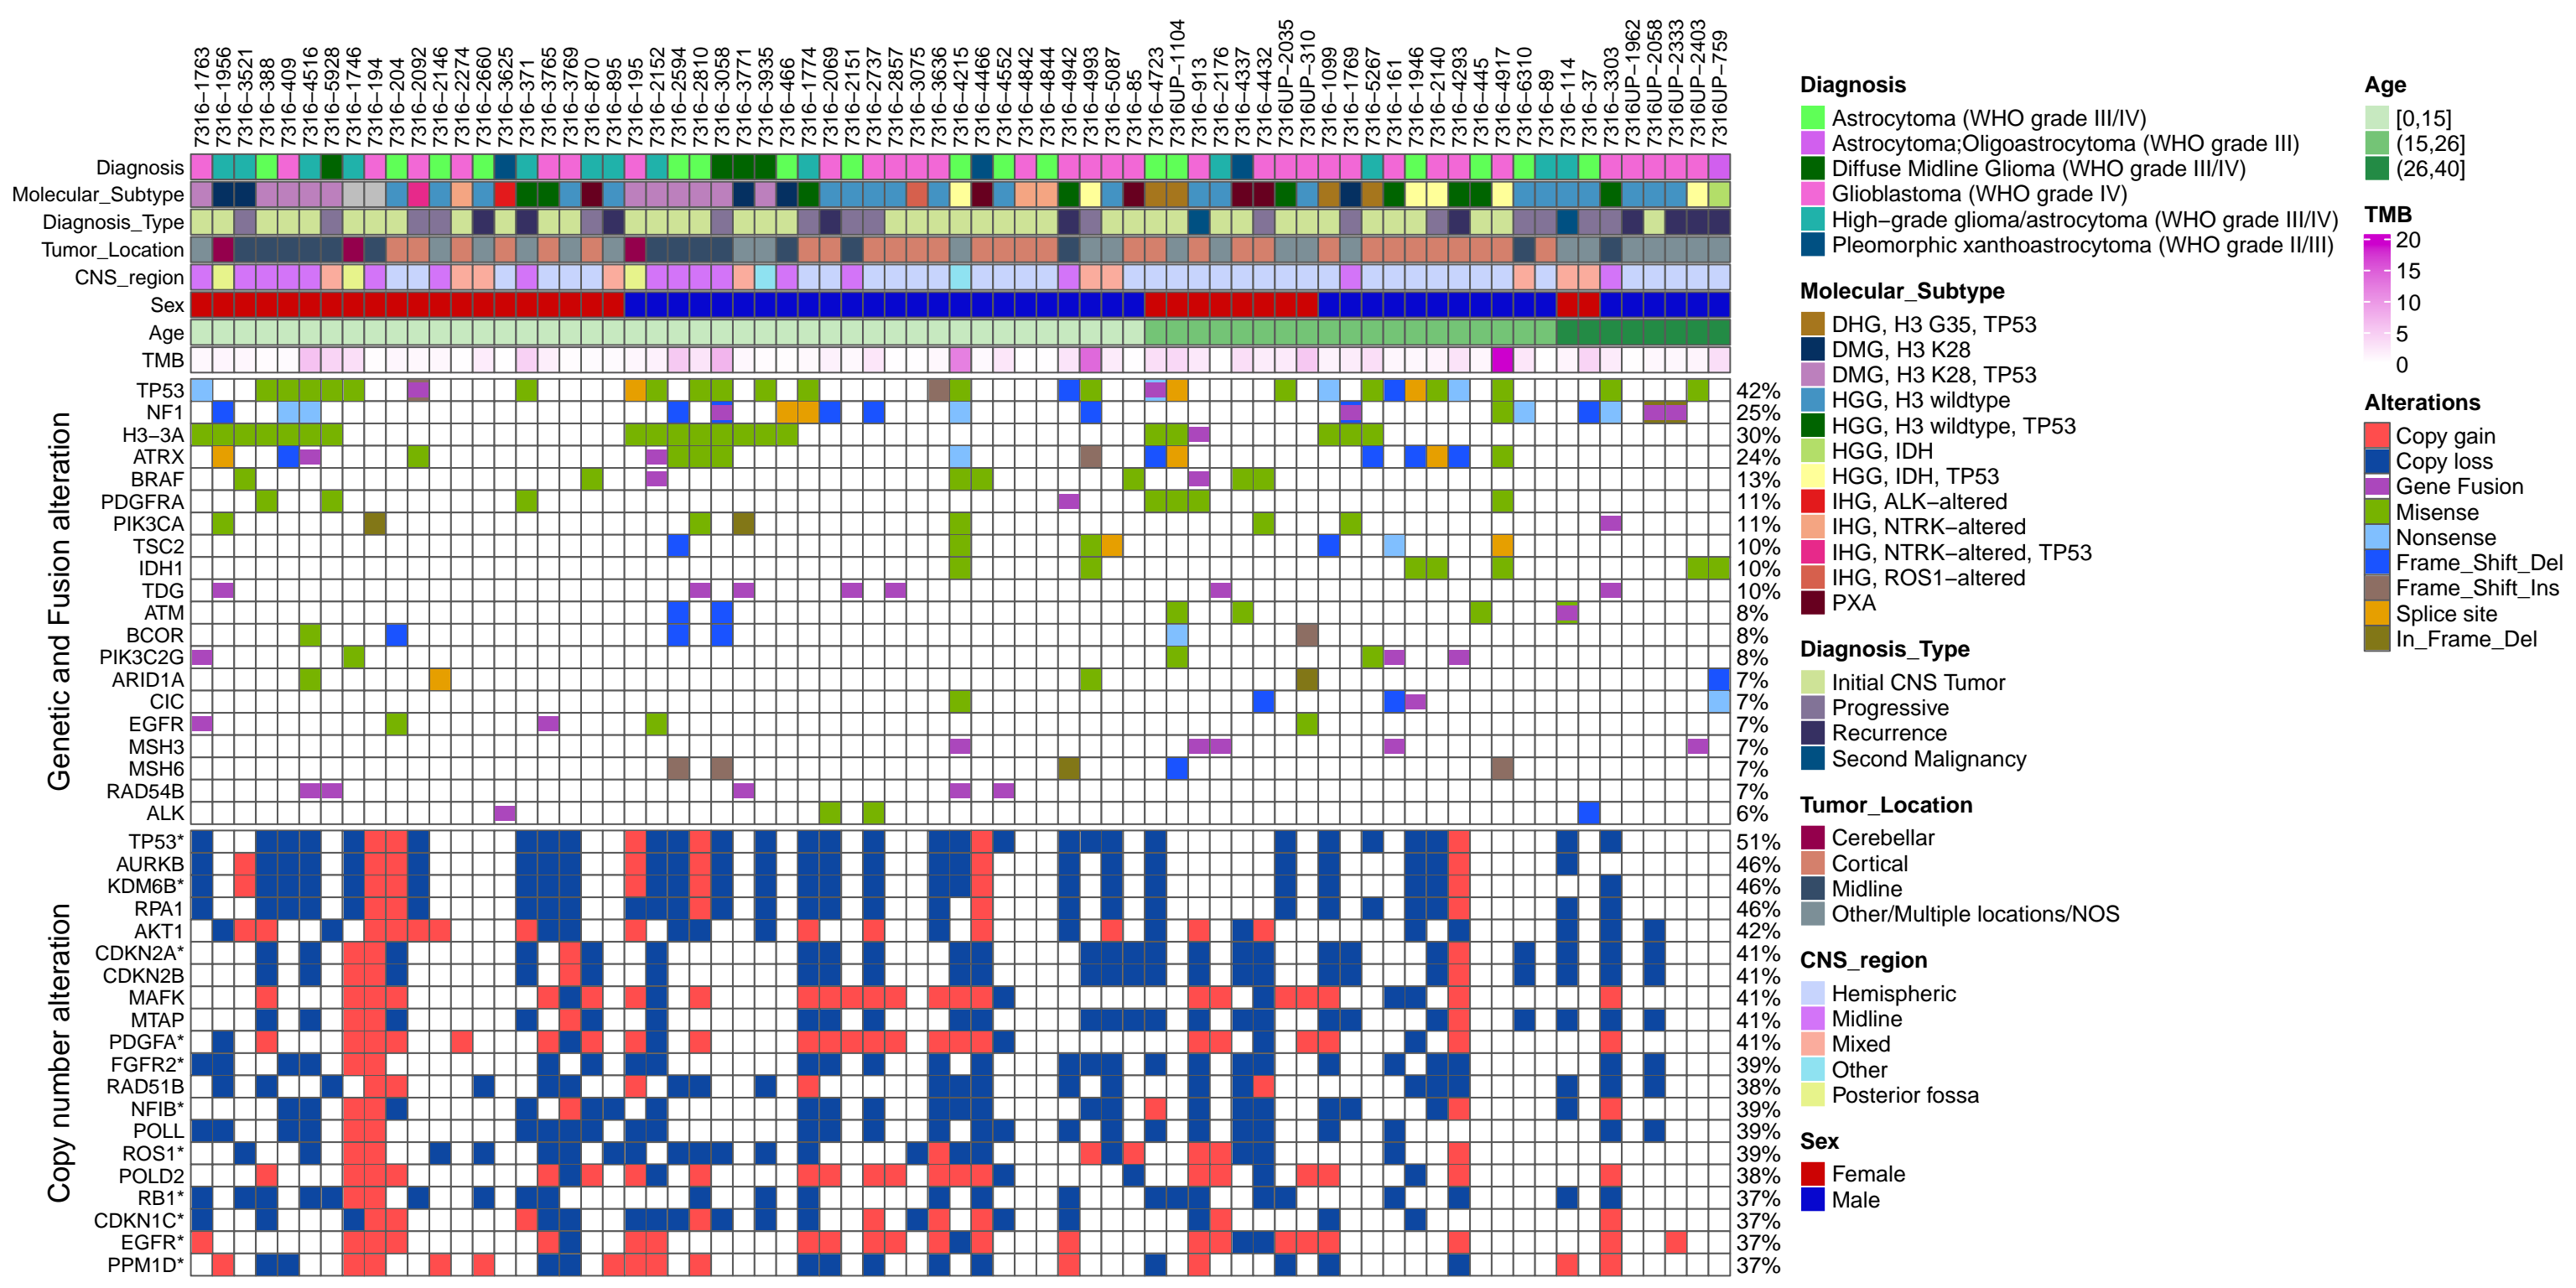 7316−1763
7316−1956
7316−3521
7316−388
7316−409
7316−4516
7316−5928
7316−1746
7316−194
7316−204
7316−2092
7316−2146
7316−2274
7316−2660
7316−3625
7316−371
7316−3765
7316−3769
7316−870
7316−895
7316−195
7316−2152
7316−2594
7316−2810
7316−3058
7316−3771
7316−3935
7316−466
7316−1774
7316−2069
7316−2151
7316−2737
7316−2857
7316−3075
7316−3636
7316−4215
7316−4466
7316−4552
7316−4842
7316−4844
7316−4942
7316−4993
7316−5087
7316−85
7316−4723
7316UP−1104
7316−913
7316−2176
7316−4337
7316−4432
7316UP−2035
7316UP−310
7316−1099
7316−1769
7316−5267
7316−161
7316−1946
7316−2140
7316−4293
7316−445
7316−4917
7316−6310
7316−89
7316−114
7316−37
7316−3303
7316UP−1962
7316UP−2058
7316UP−2333
7316UP−2403
7316UP−759
Diagnosis
Molecular_Subtype
Diagnosis_Type
Tumor_Location
CNS_region
Sex
Age
TMB
Genetic and Fusion alteration
TP53 42%
NF1 25%
H3−3A 30%
ATRX 24%
BRAF 13%
PDGFRA 11%
PIK3CA 11%
TSC2 10%
IDH1 10%
TDG 10%
ATM 8%
BCOR 8%
PIK3C2G 8%
ARID1A 7%
CIC 7%
EGFR 7%
MSH3 7%
MSH6 7%
RAD54B 7%
ALK 6%
Copy number alteration
TP53* 51%
AURKB 46%
KDM6B* 46%
RPA1 46%
AKT1 42%
CDKN2A* 41%
CDKN2B 41%
MAFK 41%
MTAP 41%
PDGFA* 41%
FGFR2* 39%
RAD51B 38%
NFIB* 39%
POLL 39%
ROS1* 39%
POLD2 38%
RB1* 37%
CDKN1C* 37%
EGFR* 37%
PPM1D* 37%
Diagnosis
Astrocytoma (WHO grade III/IV)
Astrocytoma;Oligoastrocytoma (WHO grade III)
Diffuse Midline Glioma (WHO grade III/IV)
Glioblastoma (WHO grade IV)
High−grade glioma/astrocytoma (WHO grade III/IV)
Pleomorphic xanthoastrocytoma (WHO grade II/III)
Molecular_Subtype
DHG, H3 G35, TP53
DMG, H3 K28
DMG, H3 K28, TP53
HGG, H3 wildtype
HGG, H3 wildtype, TP53
HGG, IDH
HGG, IDH, TP53
IHG, ALK−altered
IHG, NTRK−altered
IHG, NTRK−altered, TP53
IHG, ROS1−altered
PXA
Diagnosis_Type
Initial CNS Tumor
Progressive
Recurrence
Second Malignancy
Tumor_Location
Cerebellar
Cortical
Midline
Other/Multiple locations/NOS
CNS_region
Hemispheric
Midline
Mixed
Other
Posterior fossa
Sex
Female
Male
Age
[0,15]
(15,26]
(26,40]
TMB
20
15
10
5
0
Alterations
Copy gain
Copy loss
Gene Fusion
Misense
Nonsense
Frame_Shift_Del
Frame_Shift_Ins
Splice site
In_Frame_Del